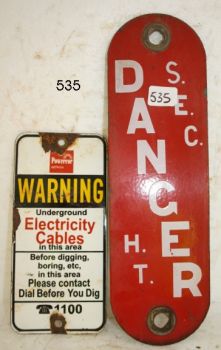 535
PowerCor
WARNING
Underground
Electricity
Cables
in this area
Before digging,
boring, etc,
in this area
Please contact
Dial Before You Dig
☎1100
DANGER
535
S.
E.
C.
H.
T.